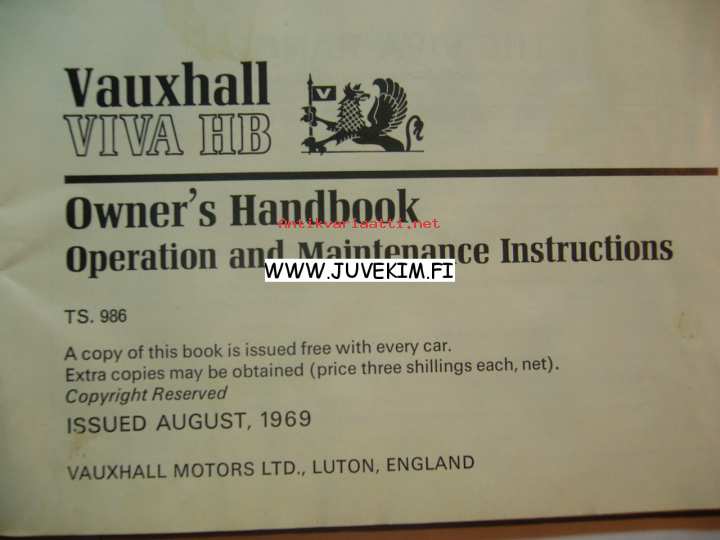 Vauxhall
VIVA HB
V
Owner's Handbook
Antikvariaatti.net
Operation and Maintenance Instructions
WWW.JUVEKIM.FI
TS. 986
A copy of this book is issued free with every car.
Extra copies may be obtained (price three shillings each, net).
Copyright Reserved
ISSUED AUGUST, 1969
VAUXHALL MOTORS LTD., LUTON, ENGLAND